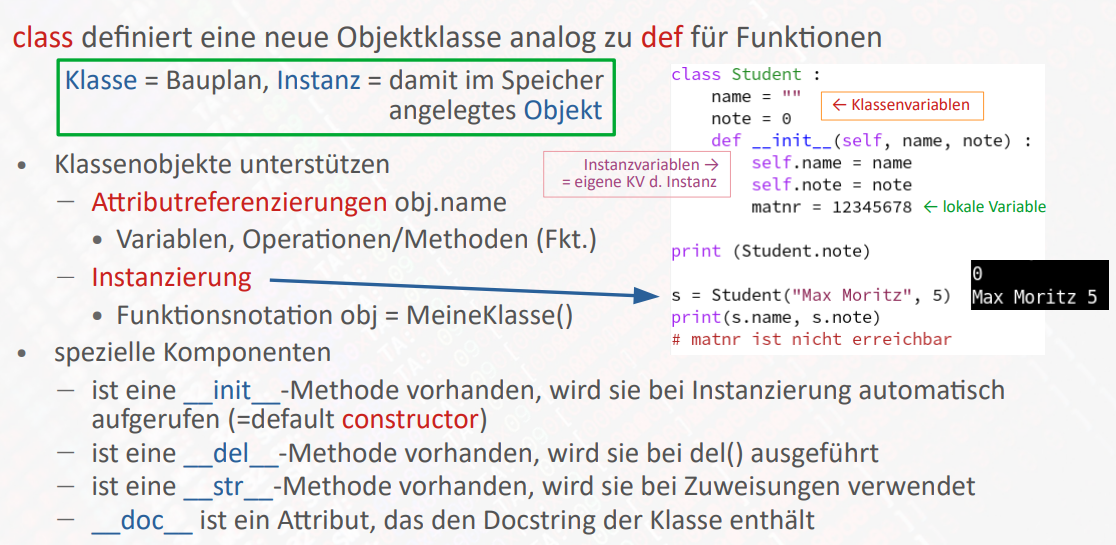 class definiert eine neue Objektklasse analog zu def für Funktionen
Klasse = Bauplan, Instanz = damit im Speicher
angelegtes Objekt
• Klassenobjekte unterstützen
– Attributreferenzierungen obj.name
• Variablen, Operationen/Methoden (Fkt.)
– Instanzierung
• Funktionsnotation obj = MeineKlasse()
• spezielle Komponenten
– ist eine __init__-Methode vorhanden, wird sie bei Instanzierung automatisch
aufgerufen (=default constructor)
– ist eine __del__-Methode vorhanden, wird sie bei del() ausgeführt
– ist eine __str__-Methode vorhanden, wird sie bei Zuweisungen verwendet
– __doc__ ist ein Attribut, das den Docstring der Klasse enthält
class Student :
name = ""
← Klassenvariablen
note = 0
def __init__(self, name, note) :
Instanzvariablen →
= eigene KV d. Instanz
self.name = name
self.note = note
matnr = 12345678 ← lokale Variable
print (Student.note)
s = Student("Max Moritz", 5)
print(s.name, s.note)
# matnr ist nicht erreichbar
0
Max Moritz 5